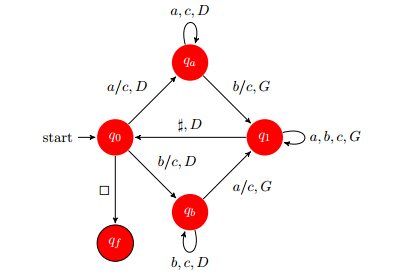 a, c, D
q_a
a/c, D
b/c, G
♯, D
start
q_0
q_1
a, b, c, G
b/c, D
a/c, G
□
q_b
q_f
b, c, D